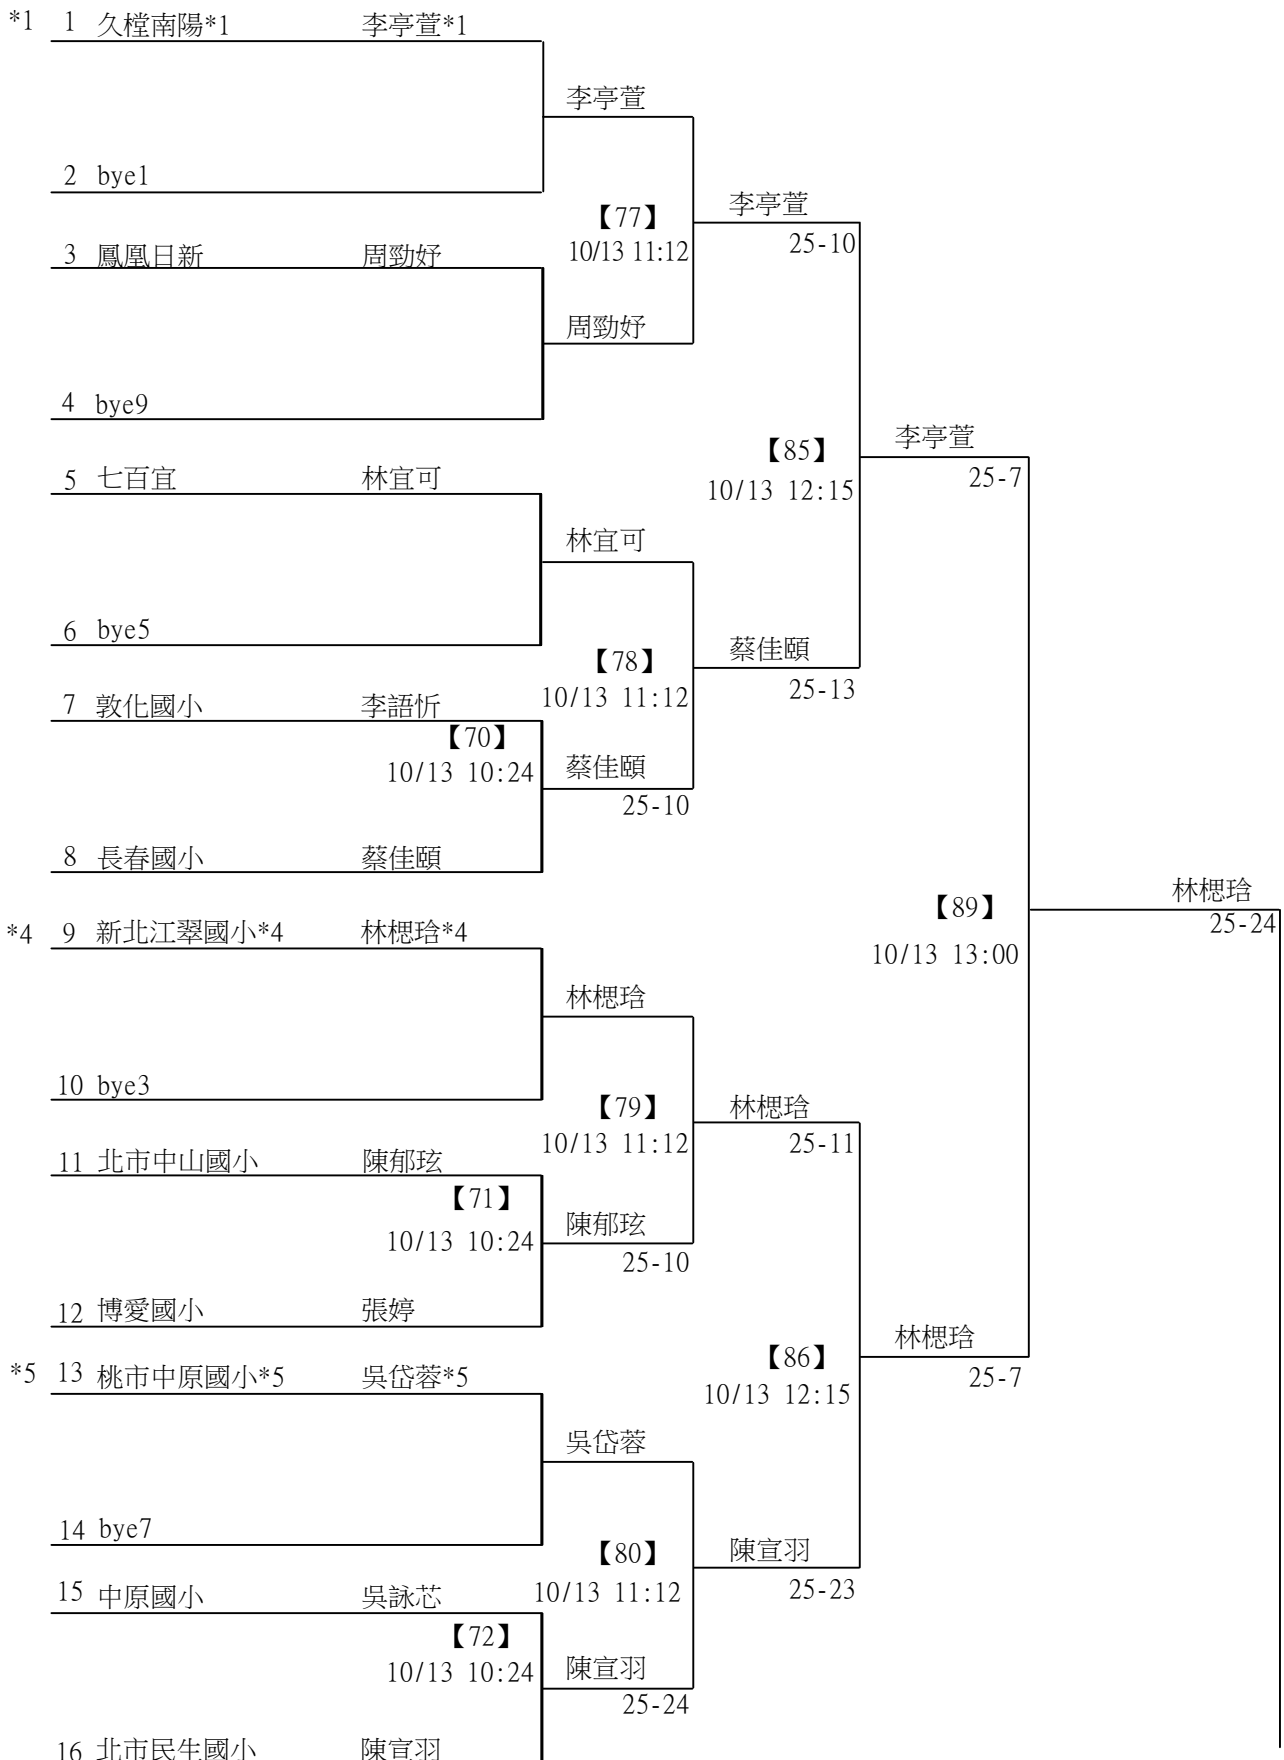 *1 1 久樘南陽*1 李亭萱*1
李亭萱
2 bye1
【77】
10/13 11:12
李亭萱
25-10
3 鳳凰日新 周勁妤
周勁妤
4 bye9
【85】
10/13 12:15
李亭萱
25-7
5 七百宜 林宜可
林宜可
6 bye5
【78】
10/13 11:12
蔡佳頤
25-13
7 敦化國小 李語忻
【70】
10/13 10:24
蔡佳頤
25-10
8 長春國小 蔡佳頤
【89】
10/13 13:00
林楒琀
25-24
*4 9 新北江翠國小*4 林楒琀*4
林楒琀
10 bye3
【79】
10/13 11:12
林楒琀
25-11
11 北市中山國小 陳郁玹
【71】
10/13 10:24
陳郁玹
25-10
12 博愛國小 張婷
【86】
10/13 12:15
林楒琀
25-7
*5 13 桃市中原國小*5 吳岱蓉*5
吳岱蓉
14 bye7
【80】
10/13 11:12
陳宣羽
25-23
15 中原國小 吳詠芯
【72】
10/13 10:24
陳宣羽
25-24
16 北市民生國小 陳宣羽